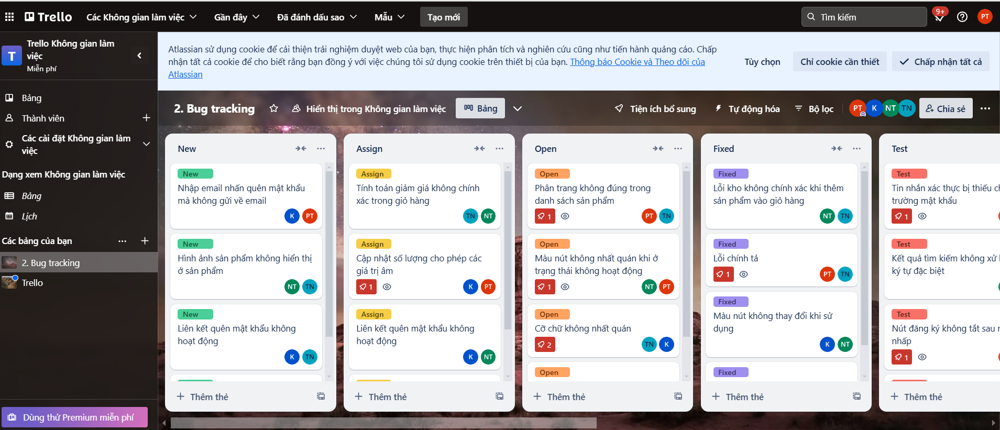 Trello
Các Không gian làm việc
Gần đây
Đã đánh dấu sao
Mẫu
Tạo mới
Tìm kiếm
9+
PT
T
Trello Không gian làm
việc
Miễn phí
Bảng
Thành viên
Các cài đặt Không gian làm
việc
Dạng xem Không gian làm việc
Bảng
Lịch
Các bảng của bạn
2. Bug tracking
Trello
Dùng thử Premium miễn phí
Atlassian sử dụng cookie để cải thiện trải nghiệm duyệt web của bạn, thực hiện phân tích và nghiên cứu cũng như tiến hành quảng cáo. Chấp
nhận tất cả cookie để cho biết rằng bạn đồng ý với việc chúng tôi sử dụng cookie trên thiết bị của bạn. Thông báo Cookie và Theo dõi của
Atlassian
Tùy chọn
Chỉ cookie cần thiết
Chấp nhận tất cả
2. Bug tracking
Hiển thị trong Không gian làm việc
Bảng
Tiện ích bổ sung
Tự động hóa
Bộ lọc
PT
K
NT
TN
Chia sẻ
New
New
Nhập email nhấn quên mật khẩu
mà không gửi về email
K
PT
New
Hình ảnh sản phẩm không hiển thị
ở sản phẩm
NT
TN
New
Liên kết quên mật khẩu không
hoạt động
K
TN
Thêm thẻ
Assign
Assign
Tính toán giảm giá không chính
xác trong giỏ hàng
TN
NT
Assign
Cập nhật số lượng cho phép các
giá trị âm
1
K
PT
Assign
Liên kết quên mật khẩu không
hoạt động
K
NT
Thêm thẻ
Open
Open
Phân trang không đúng trong
danh sách sản phẩm
1
PT
TN
Open
Màu nút không nhất quán khi ở
trạng thái không hoạt động
1
NT
PT
Open
Cỡ chữ không nhất quán
2
TN
K
Open
Thêm thẻ
Fixed
Fixed
Lỗi kho không chính xác khi thêm
sản phẩm vào giỏ hàng
NT
TN
Fixed
Lỗi chính tả
1
PT
TN
Fixed
Màu nút không thay đổi khi sử
dụng
K
NT
Fixed
Thêm thẻ
Test
Test
Tin nhắn xác thực bị thiếu
trường mật khẩu
1
Test
Kết quả tìm kiếm không xử
ký tự đặc biệt
Test
Nút đăng ký không tắt sau
nhấp
1
Thêm thẻ